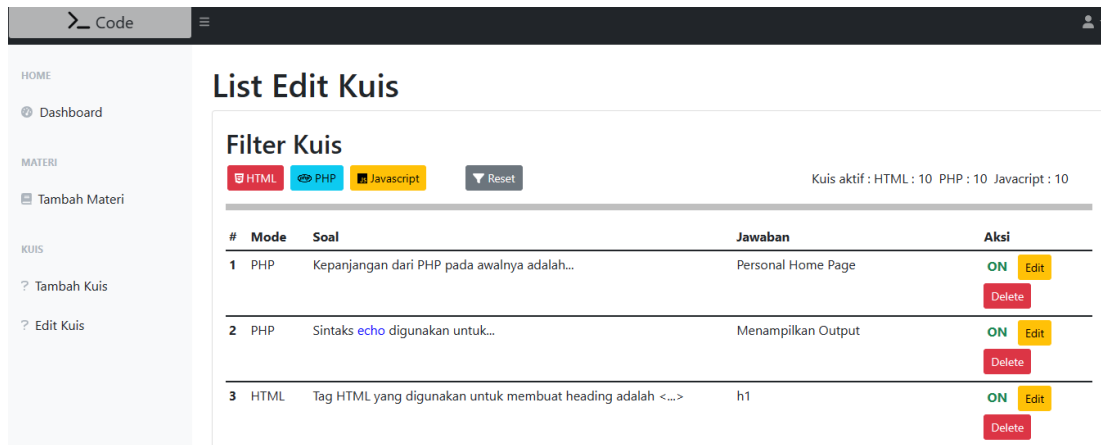 >_ Code
HOME
Dashboard
MATERI
Tambah Materi
KUIS
? Tambah Kuis
? Edit Kuis
List Edit Kuis
Filter Kuis
HTML PHP Javascript Reset Kuis aktif : HTML : 10 PHP : 10 Javacript : 10
# Mode Soal Jawaban Aksi
1 PHP Kepanjangan dari PHP pada awalnya adalah... Personal Home Page ON Edit
Delete
2 PHP Sintaks echo digunakan untuk... Menampilkan Output ON Edit
Delete
3 HTML Tag HTML yang digunakan untuk membuat heading adalah <...> h1 ON Edit
Delete